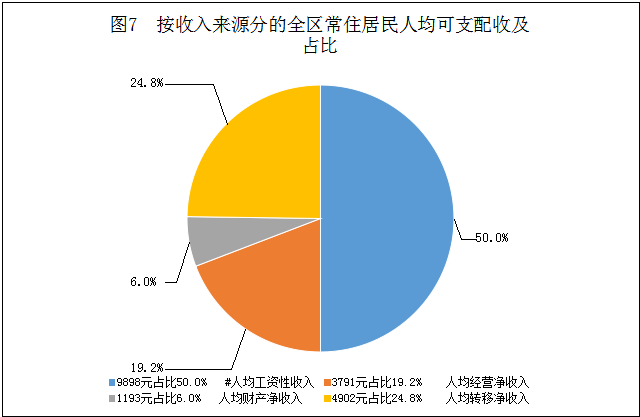 图7 按收入来源分的全区常住居民人均可支配收及
占比
24.8%
50.0%
6.0%
19.2%
9898元占比50.0% #人均工资性收入 3791元占比19.2% 人均经营净收入
1193元占比6.0% 人均财产净收入 4902元占比24.8% 人均转移净收入